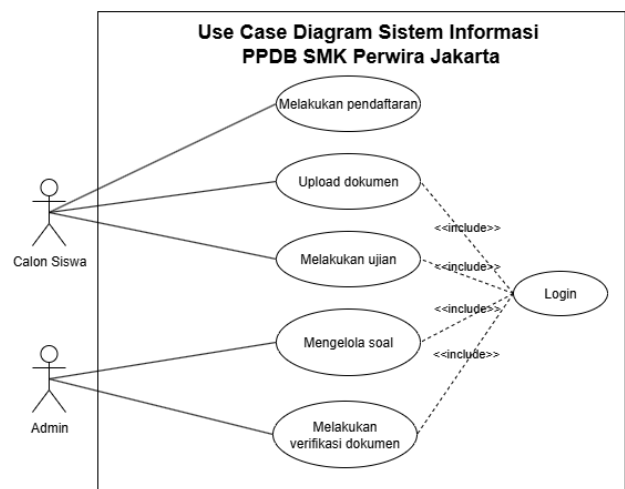 Use Case Diagram Sistem Informasi
PPDB SMK Perwira Jakarta
Melakukan pendaftaran
Upload dokumen
<<include>>
Calon Siswa
Melakukan ujian
<<include>>
Login
<<include>>
Mengelola soal
<<include>>
Admin
Melakukan
verifikasi dokumen